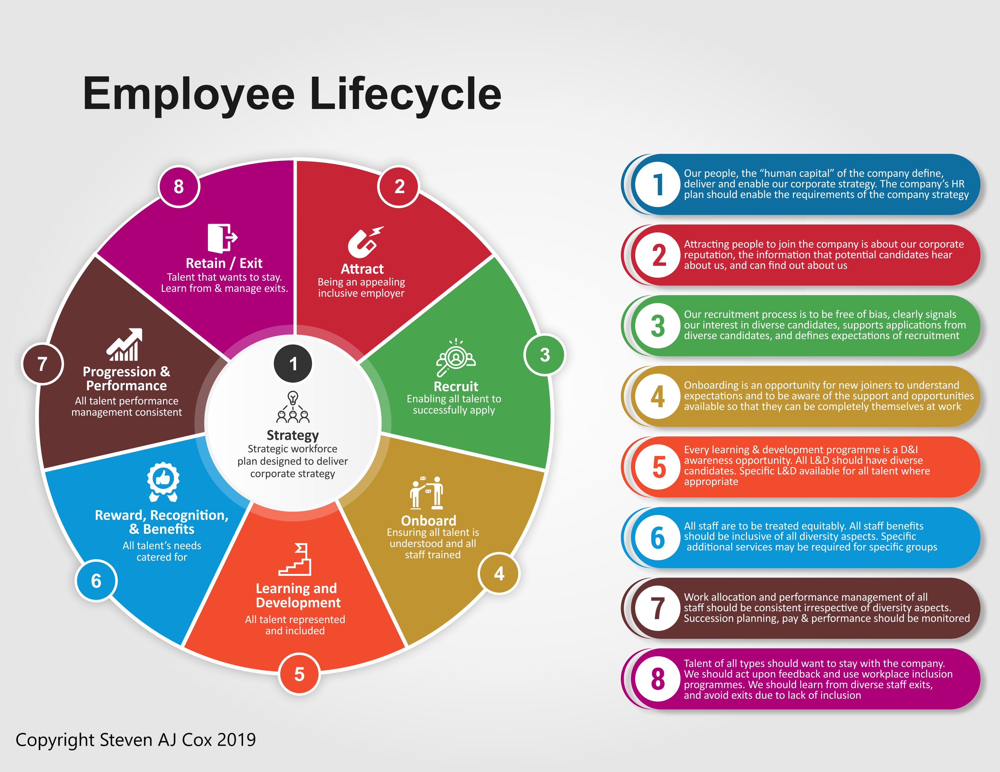 Employee Lifecycle
8
Retain / Exit
Talent that wants to stay.
Learn from & manage exits.
2
Attract
Being an appealing
inclusive employer
3
Recruit
Enabling all talent to
successfully apply
7
Progression &
Performance
All talent performance
management consistent
1
Strategy
Strategic workforce
plan designed to deliver
corporate strategy
6
Reward, Recognition,
& Benefits
All talent’s needs
catered for
5
Learning and
Development
All talent represented
and included
4
Onboard
Ensuring all talent is
understood and all
staff trained
1
Our people, the “human capital” of the company define,
deliver and enable our corporate strategy. The company’s HR
plan should enable the requirements of the company strategy
2
Attracting people to join the company is about our corporate
reputation, the information that potential candidates hear
about us, and can find out about us
3
Our recruitment process is to be free of bias, clearly signals
our interest in diverse candidates, supports applications from
diverse candidates, and defines expectations of recruitment
4
Onboarding is an opportunity for new joiners to understand
expectations and to be aware of the support and opportunities
available so that they can be completely themselves at work
5
Every learning & development programme is a D&I
awareness opportunity. All L&D should have diverse
candidates. Specific L&D available for all talent where
appropriate
6
All staff are to be treated equitably. All staff benefits
should be inclusive of all diversity aspects. Specific
additional services may be required for specific groups
7
Work allocation and performance management of all
staff should be consistent irrespective of diversity aspects.
Succession planning, pay & performance should be monitored
8
Talent of all types should want to stay with the company.
We should act upon feedback and use workplace inclusion
programmes. We should learn from diverse staff exits,
and avoid exits due to lack of inclusion
Copyright Steven AJ Cox 2019